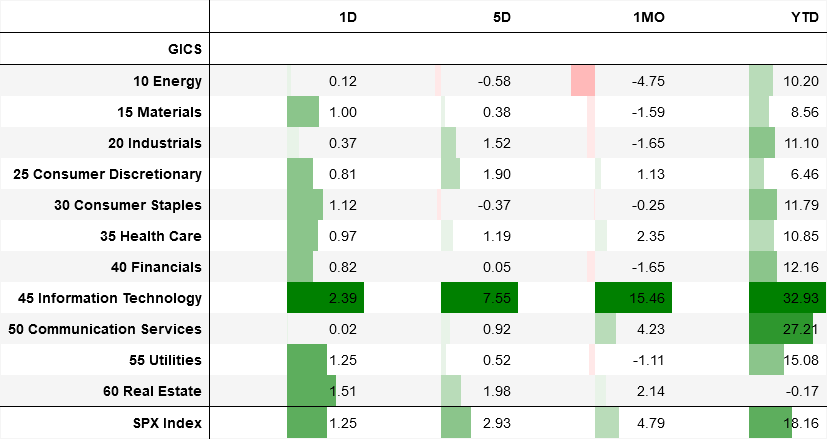 1D 5D 1MO YTD
GICS
10 Energy 0.12 -0.58 -4.75 10.20
15 Materials 1.00 0.38 -1.59 8.56
20 Industrials 0.37 1.52 -1.65 11.10
25 Consumer Discretionary 0.81 1.90 1.13 6.46
30 Consumer Staples 1.12 -0.37 -0.25 11.79
35 Health Care 0.97 1.19 2.35 10.85
40 Financials 0.82 0.05 -1.65 12.16
45 Information Technology 2.39 7.55 15.46 32.93
50 Communication Services 0.02 0.92 4.23 27.21
55 Utilities 1.25 0.52 -1.11 15.08
60 Real Estate 1.51 1.98 2.14 -0.17
SPX Index 1.25 2.93 4.79 18.16